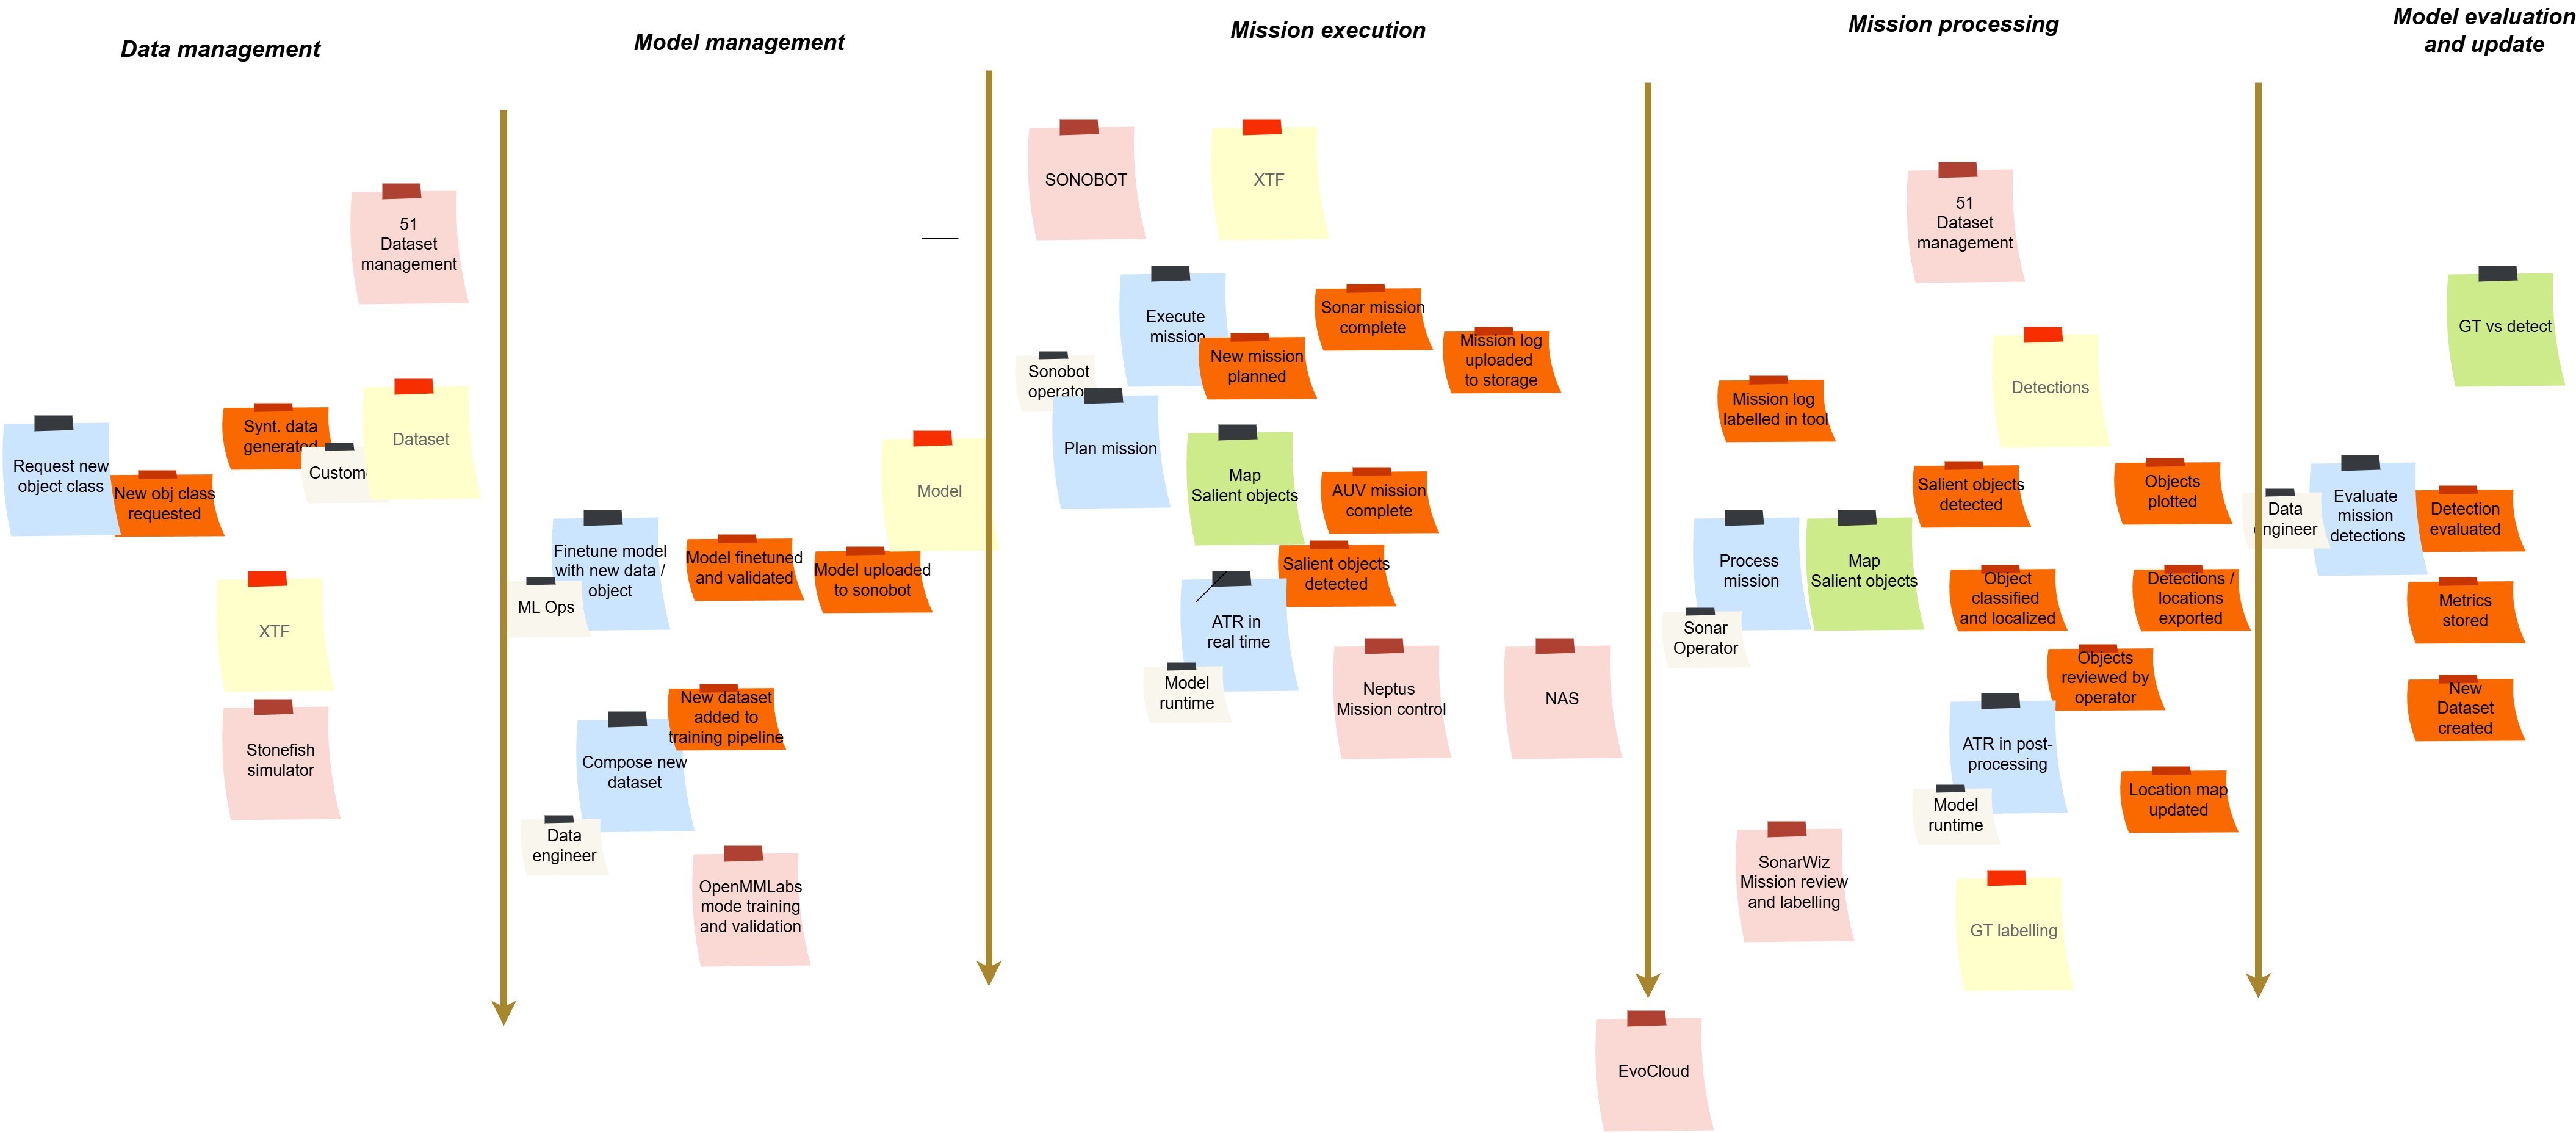 Data management
Model management
Mission execution
Mission processing
Model evaluation
and update
51
Dataset
management
Request new
object class
New obj class
requested
Synt. data
generated
Custom
Dataset
XTF
Stonefish
simulator
Finetune model
with new data /
object
ML Ops
Model finetuned
and validated
Model uploaded
to sonobot
Model
New dataset
added to
training pipeline
Compose new
dataset
Data
engineer
OpenMMLabs
mode training
and validation
SONOBOT
XTF
Execute
mission
New mission
planned
Sonar mission
complete
Mission log
uploaded
to storage
Sonobot
operator
Plan mission
Map
Salient objects
AUV mission
complete
Salient objects
detected
ATR in
real time
Model
runtime
Neptus
Mission control
NAS
51
Dataset
management
Detections
Mission log
labelled in tool
Salient objects
detected
Objects
plotted
Process
mission
Map
Salient objects
Object
classified
and localized
Detections /
locations
exported
Sonar
Operator
Objects
reviewed by
operator
ATR in post-
processing
Model
runtime
Location map
updated
SonarWiz
Mission review
and labelling
GT labelling
EvoCloud
GT vs detect
Data
engineer
Evaluate
mission
detections
Detection
evaluated
Metrics
stored
New
Dataset
created